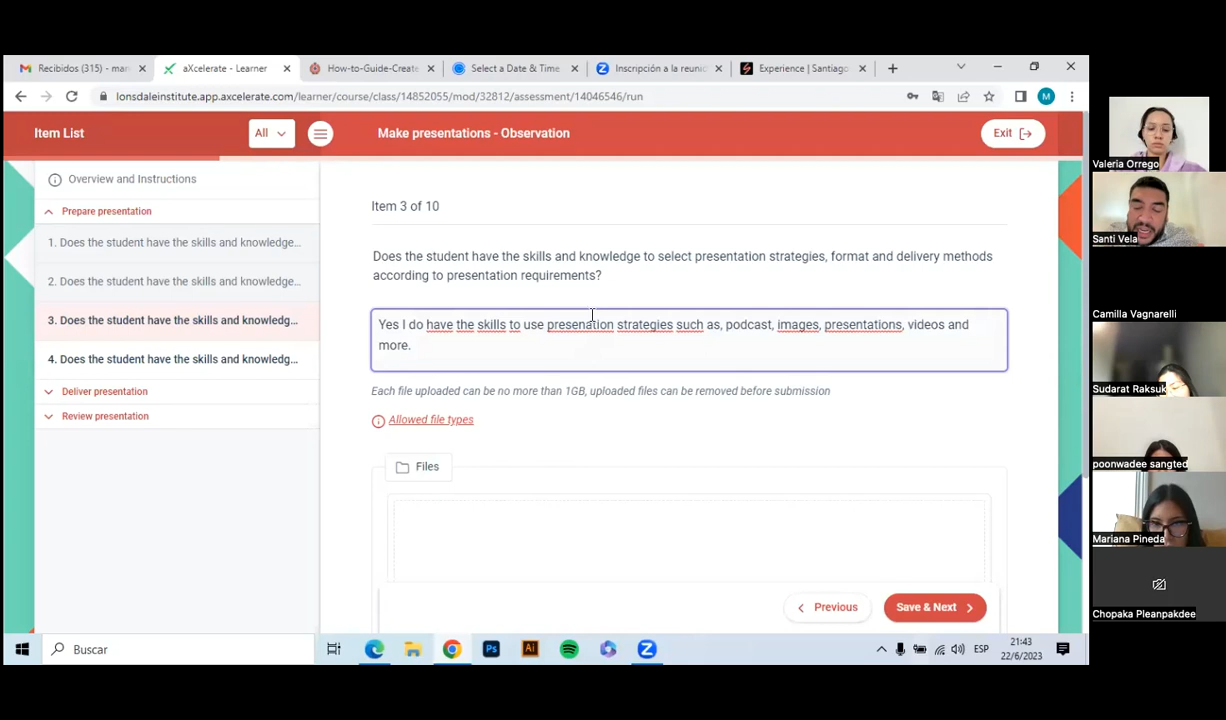 Recibidos (315) - mar
aXcelerate - Learner
How-to-Guide-Create
Select a Date & Time
Inscripción a la reuni
Experience | Santiag
lonsdaleinstitute.app.axcelerate.com/learner/course/class/14852055/mod/32812/assessment/14046546/run
M
Item List
All
Make presentations - Observation
Exit
Overview and Instructions
Prepare presentation
1. Does the student have the skills and knowledge...
2. Does the student have the skills and knowledge...
3. Does the student have the skills and knowledg...
4. Does the student have the skills and knowledg...
Deliver presentation
Review presentation
Item 3 of 10
Does the student have the skills and knowledge to select presentation strategies, format and delivery methods
according to presentation requirements?
Yes I do have the skills to use presenation strategies such as, podcast, images, presentations, videos and
more.
Each file uploaded can be no more than 1GB, uploaded files can be removed before submission
Allowed file types
Files
Previous
Save & Next
Buscar
Ps
Ai
ESP
21:43
22/6/2023
Valeria Orrego
Santi Vela
Camilla Vagnarelli
Sudarat Raksuk
poonwadee sangted
Mariana Pineda
Chopaka Pleanpakdee